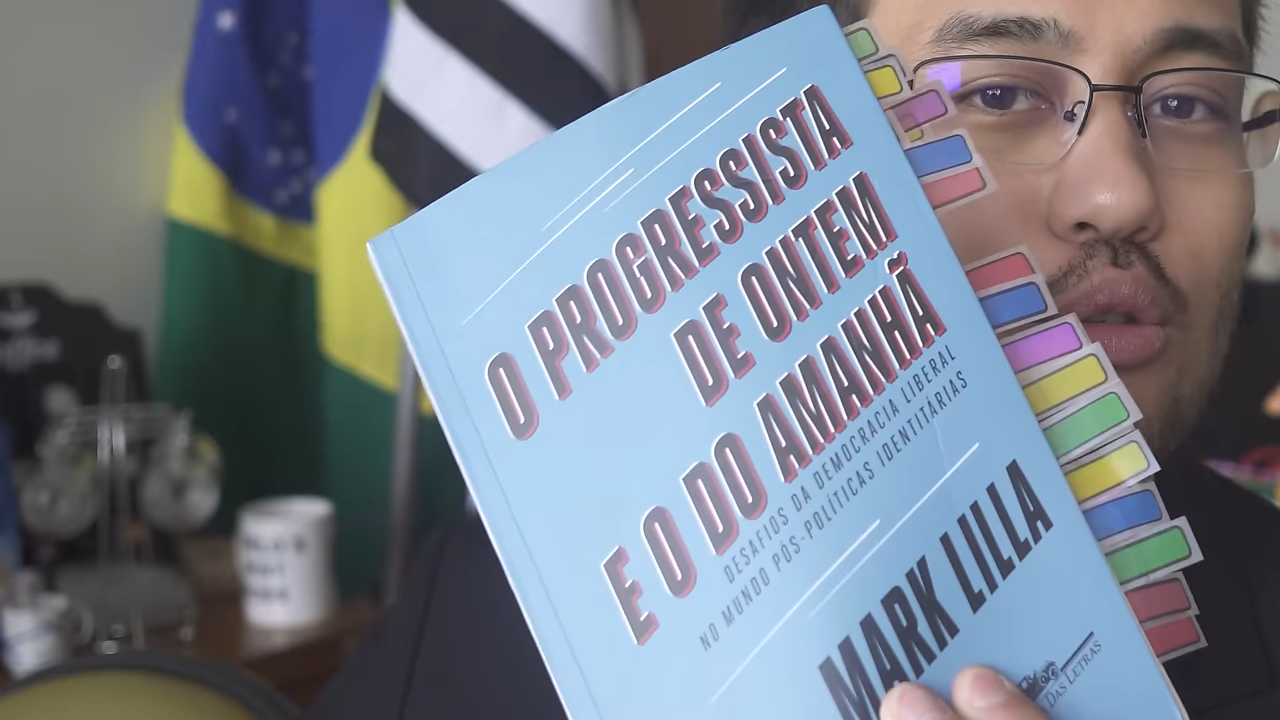 O PROGRESSISTA
DE ONTEM
E O DO AMANHÃ
DESAFIOS DA DEMOCRACIA LIBERAL
NO MUNDO PÓS-POLÍTICAS IDENTITÁRIAS
MARK LILLA
DAS LETRAS